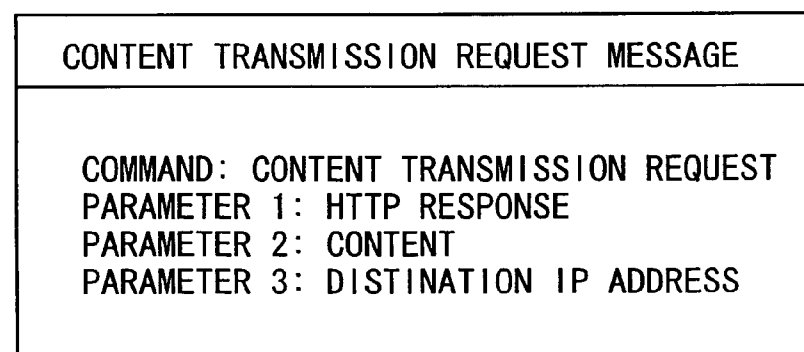 CONTENT TRANSMISSION REQUEST MESSAGE
COMMAND: CONTENT TRANSMISSION REQUEST
PARAMETER 1: HTTP RESPONSE
PARAMETER 2: CONTENT
PARAMETER 3: DISTINATION IP ADDRESS